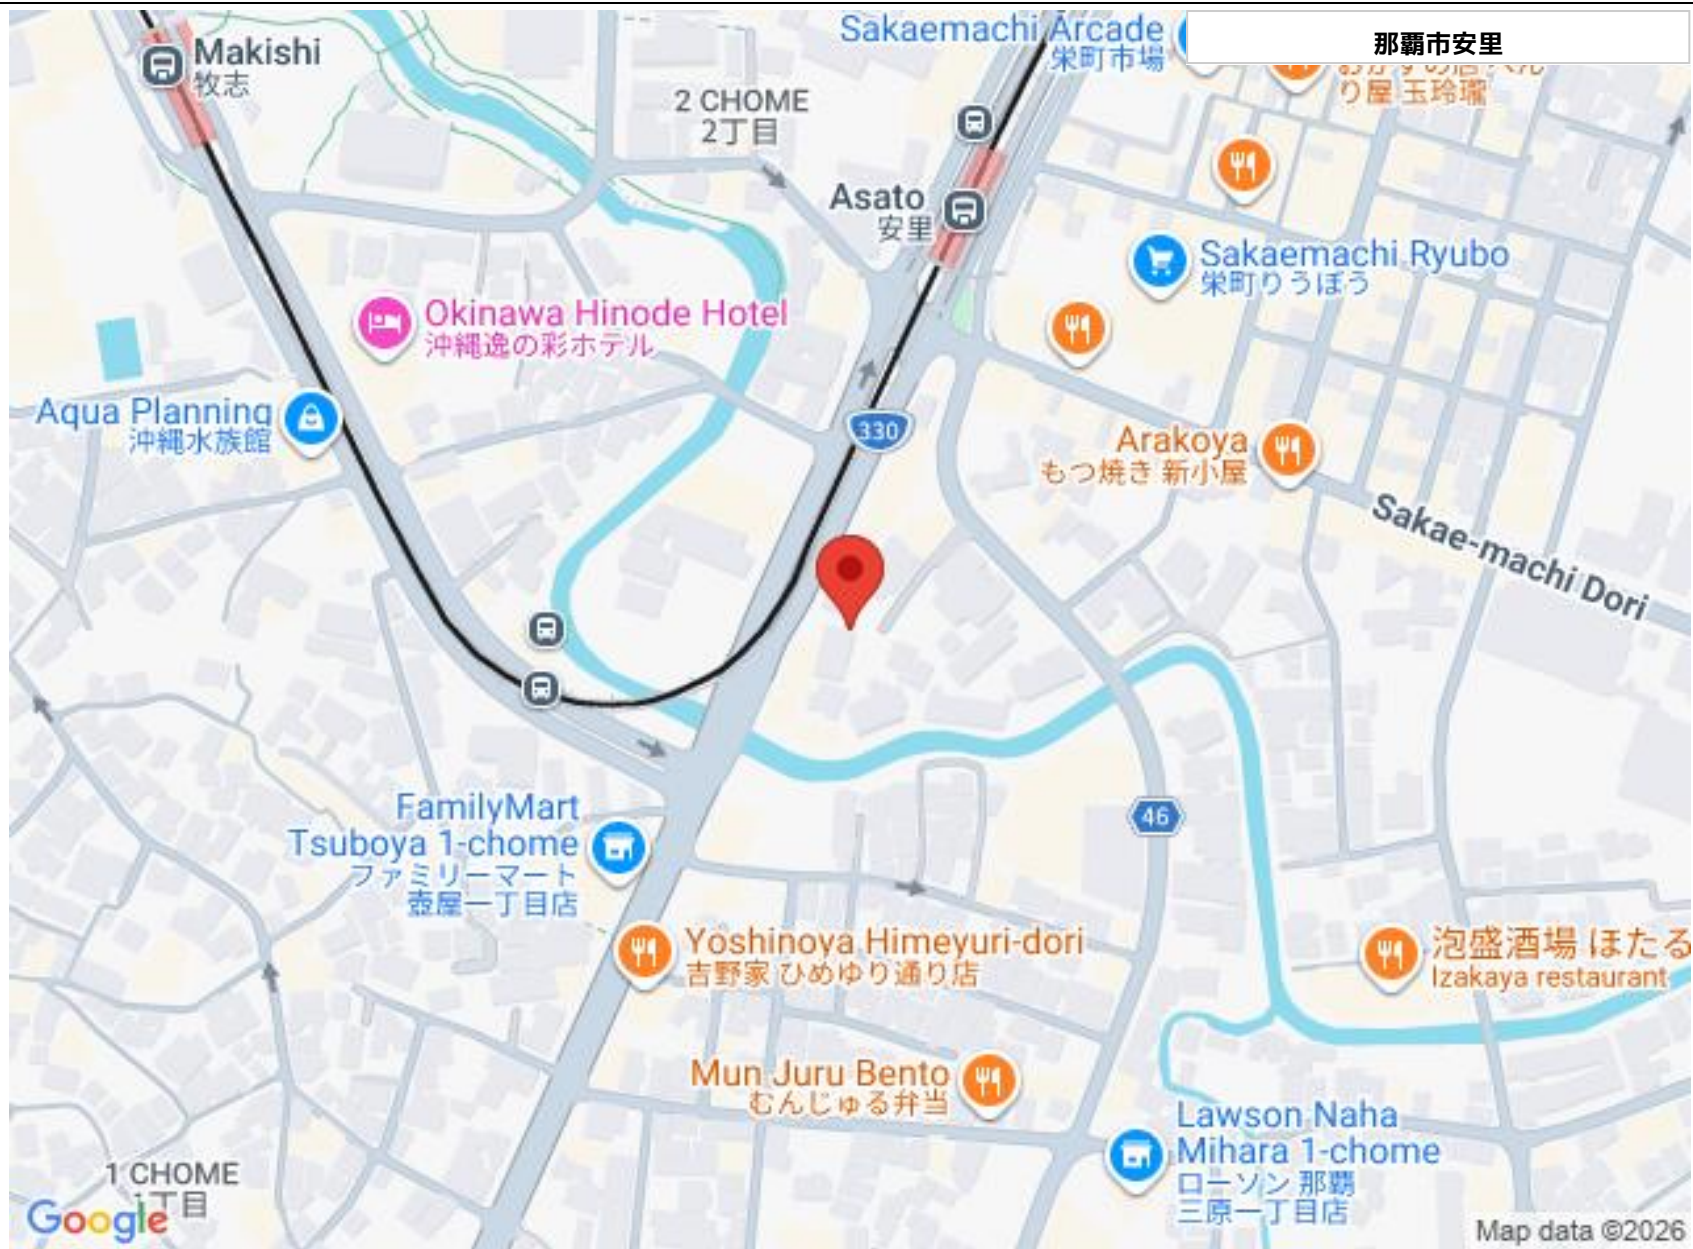 Makishi
牧志
2 CHOME
2丁目
Sakaemachi Arcade
栄町市場
那覇市安里
り屋 玉玲瓏
Asato
安里
Sakaemachi Ryubo
栄町りうぼう
Okinawa Hinode Hotel
沖縄逸の彩ホテル
Aqua Planning
沖縄水族館
330
Arakoya
もつ焼き 新小屋
Sakae-machi Dori
FamilyMart
Tsuboya 1-chome
ファミリーマート
壺屋一丁目店
46
Yoshinoya Himeyuri-dori
吉野家 ひめゆり通り店
泡盛酒場 ほたる
Izakaya restaurant
Mun Juru Bento
むんじゅる弁当
Lawson Naha
Mihara 1-chome
ローソン 那覇
三原一丁目店
1 CHOME
1丁目
Google
Map data ©2026